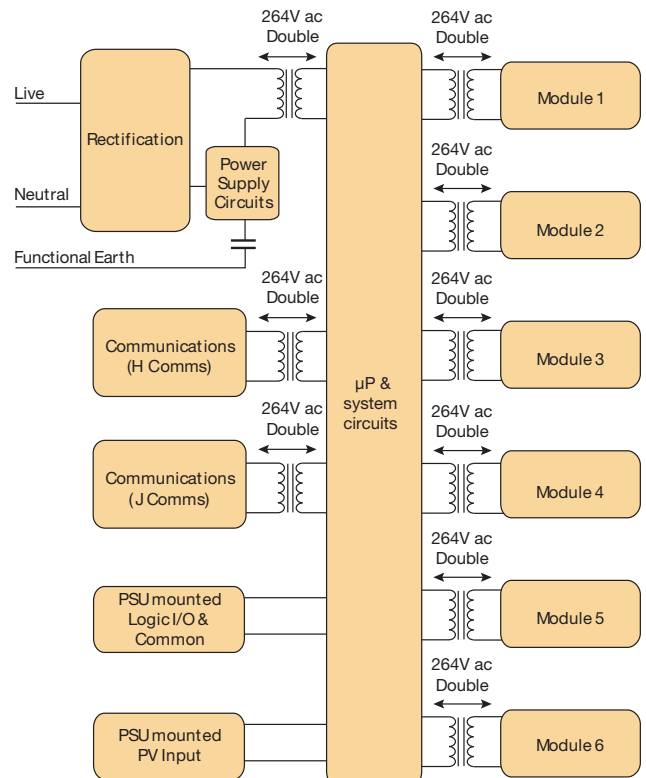 264V ac
Double
264V ac
Double
Live
Rectification
Module 1
Power
Supply
Circuits
Neutral
264V ac
Double
Module 2
Functional Earth
264V ac
Double
264V ac
Double
Communications
(H Comms)
Module 3
µP &
system
circuits
264V ac
Double
264V ac
Double
Communications
(J Comms)
Module 4
264V ac
Double
PSU mounted
Logic I/O &
Common
Module 5
264V ac
Double
PSU mounted
PV Input
Module 6